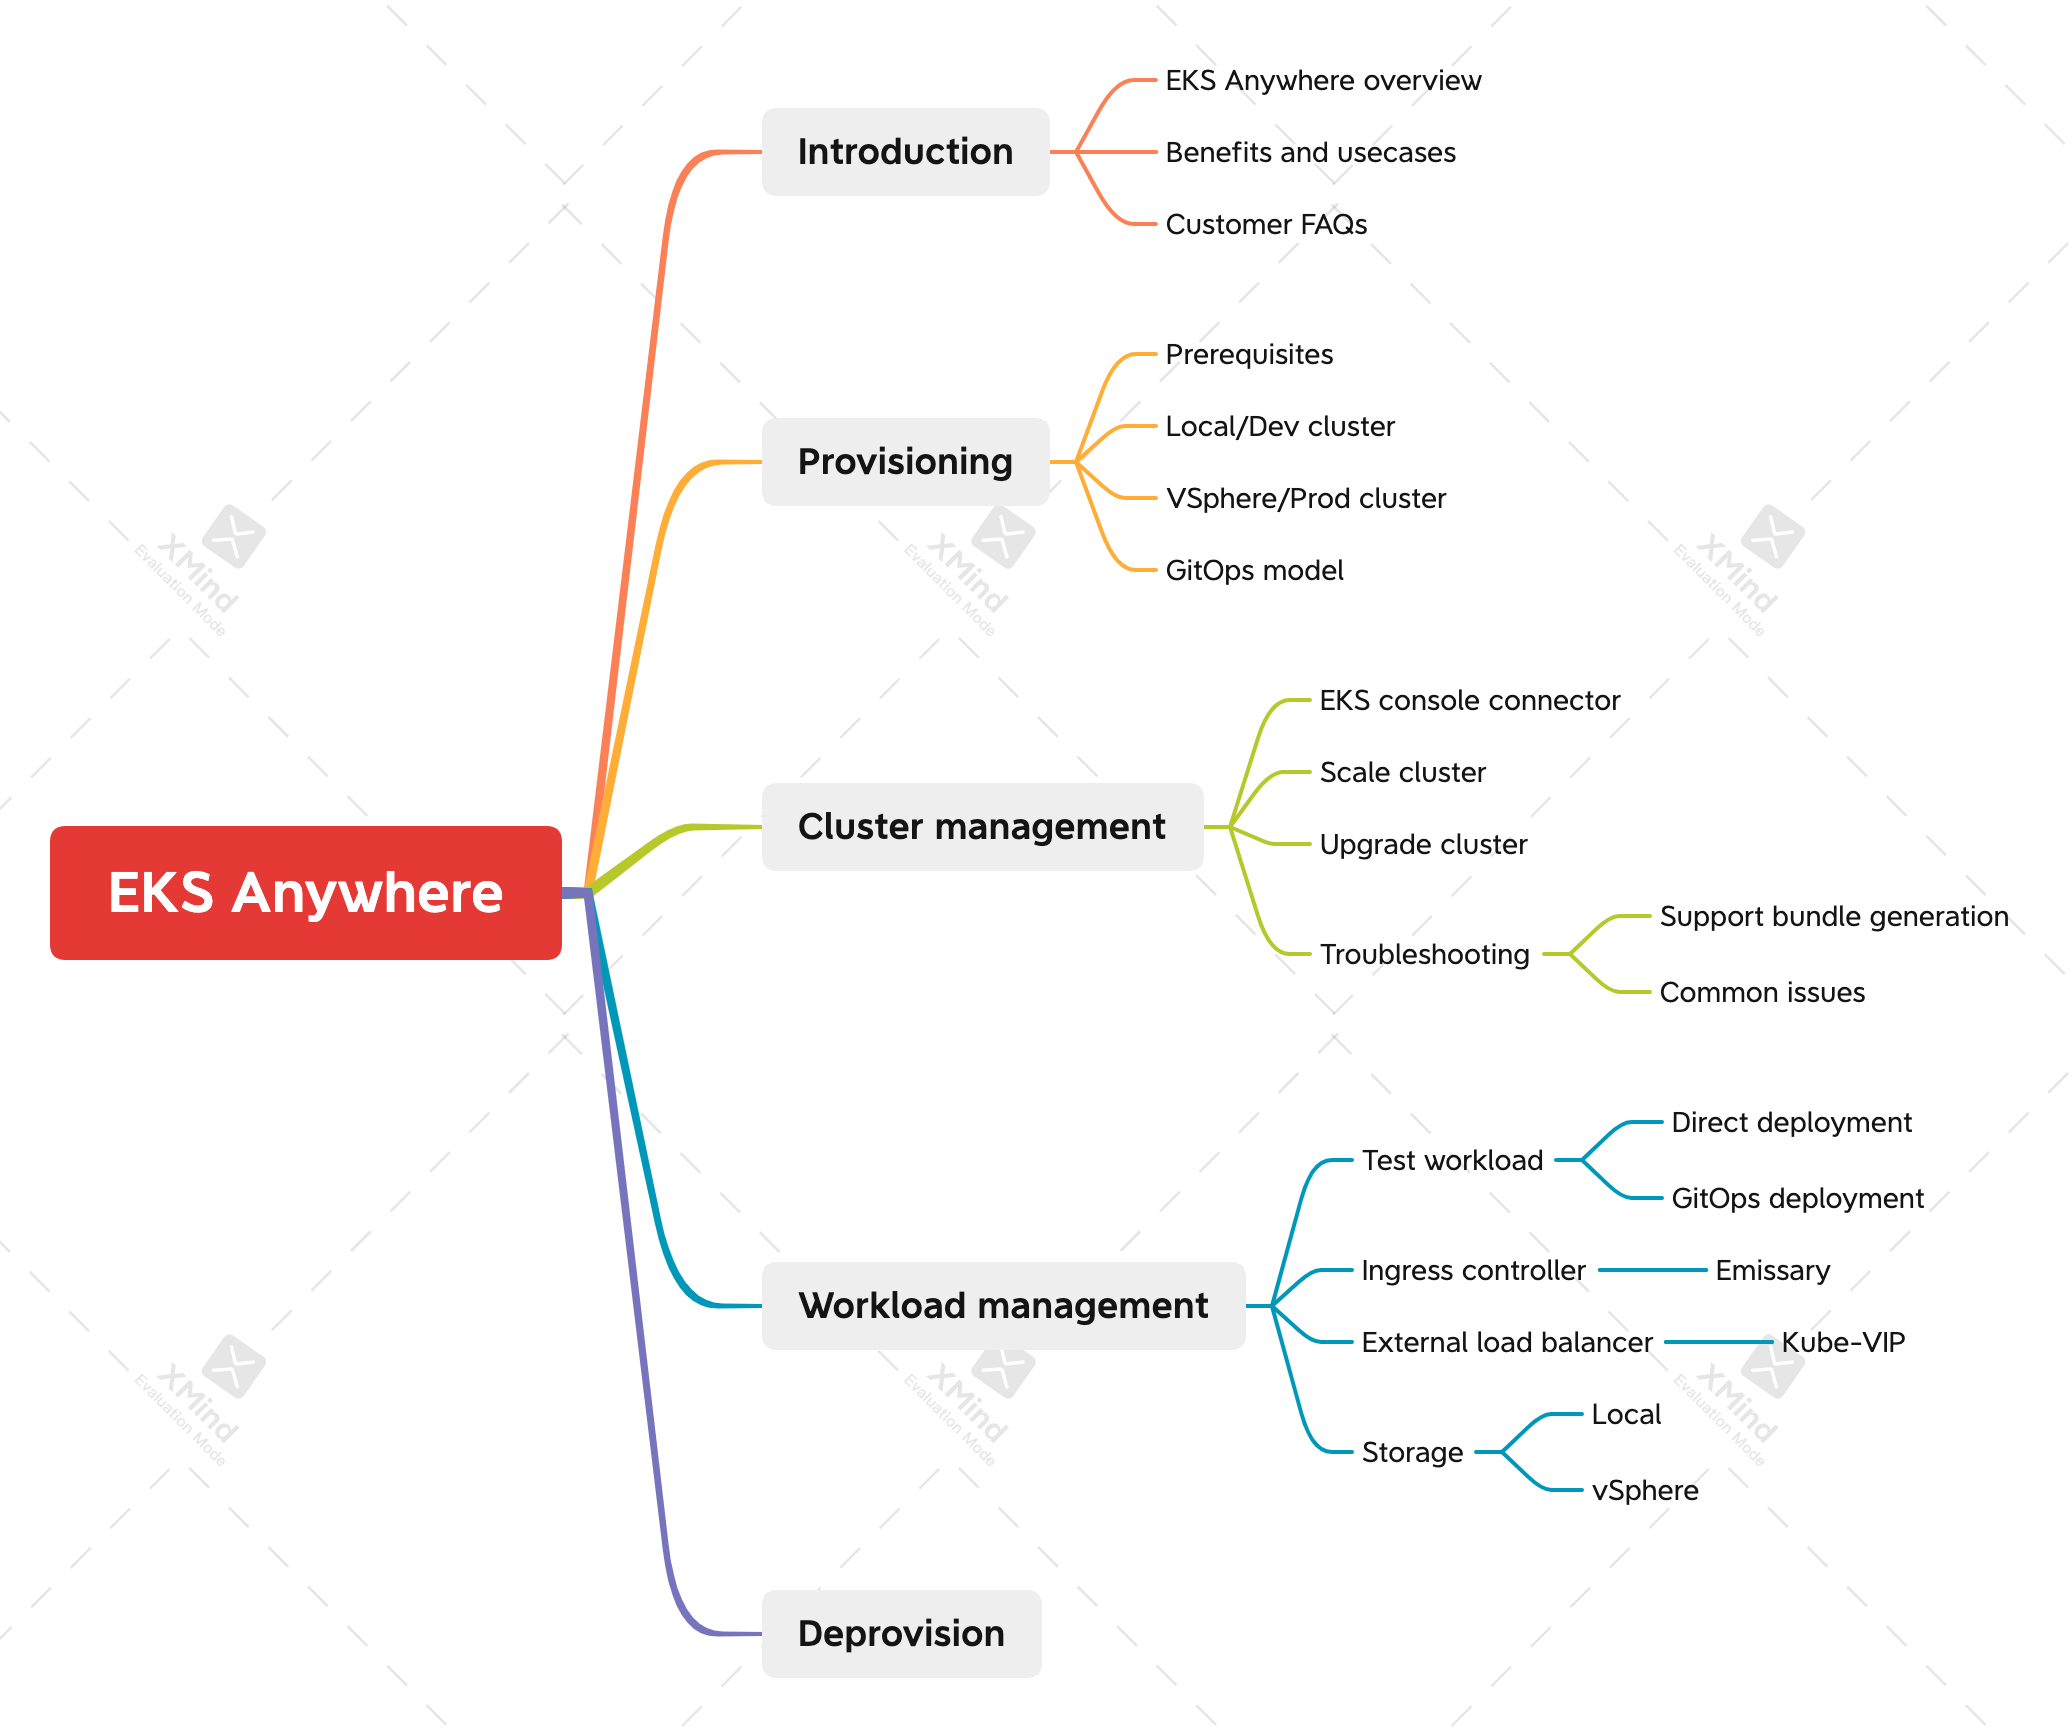 EKS Anywhere
Introduction
EKS Anywhere overview
Benefits and usecases
Customer FAQs
Provisioning
Prerequisites
Local/Dev cluster
VSphere/Prod cluster
GitOps model
Cluster management
EKS console connector
Scale cluster
Upgrade cluster
Troubleshooting
Support bundle generation
Common issues
Workload management
Test workload
Direct deployment
GitOps deployment
Ingress controller
Emissary
External load balancer
Kube-VIP
Storage
Local
vSphere
Deprovision
XMind
Evaluation Mode
XMind
Evaluation Mode
XMind
Evaluation Mode
XMind
Evaluation Mode
XMind
Evaluation Mode
XMind
Evaluation Mode